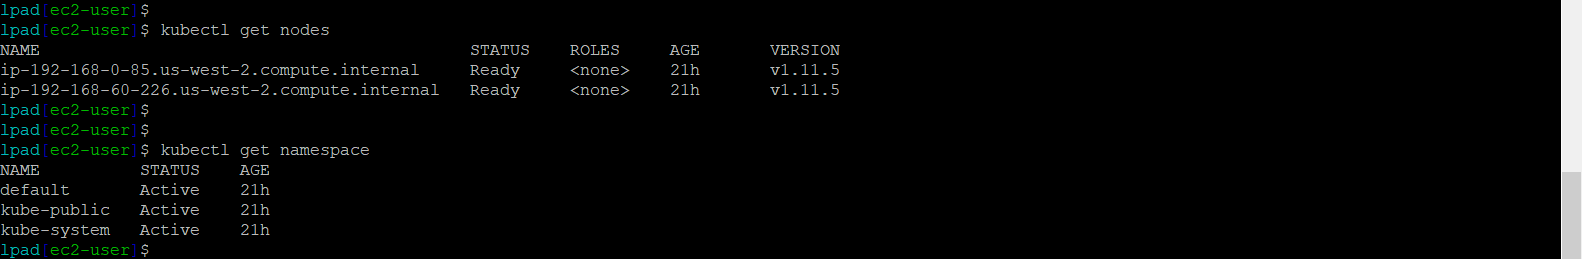 lpad[ec2-user]$
lpad[ec2-user]$ kubectl get nodes
NAME                                           STATUS    ROLES     AGE       VERSION
ip-192-168-0-85.us-west-2.compute.internal     Ready     <none>    21h       v1.11.5
ip-192-168-60-226.us-west-2.compute.internal   Ready     <none>    21h       v1.11.5
lpad[ec2-user]$
lpad[ec2-user]$
lpad[ec2-user]$ kubectl get namespace
NAME          STATUS    AGE
default       Active    21h
kube-public   Active    21h
kube-system   Active    21h
lpad[ec2-user]$